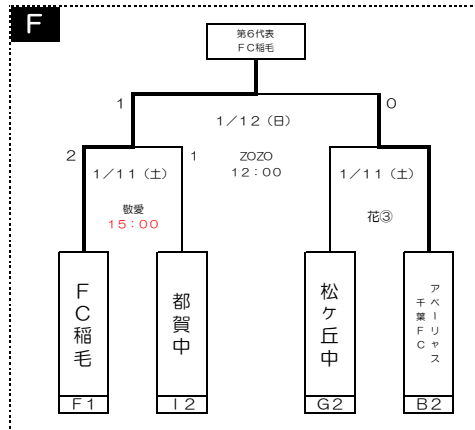 F
第6代表
FC稲毛
1
0
1/12(日)
2
1
ZOZO
12:00
1/11(土)
1/11(土)
敬愛
15:00
花③
FC稲毛
都賀中
松ケ丘中
アベーリャス
千葉FC
F1
I2
G2
B2